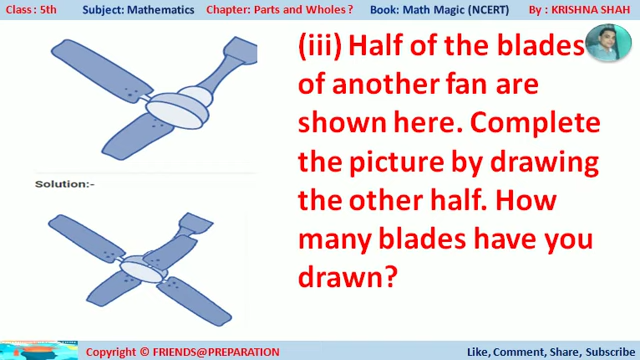 Class : 5th Subject: Mathematics Chapter: Parts and Wholes ? Book: Math Magic (NCERT) By : KRISHNA SHAH
(iii) Half of the blades
of another fan are
shown here. Complete
the picture by drawing
the other half. How
many blades have you
drawn?
Solution:-
Copyright © FRIENDS@PREPARATION Like, Comment, Share, Subscribe